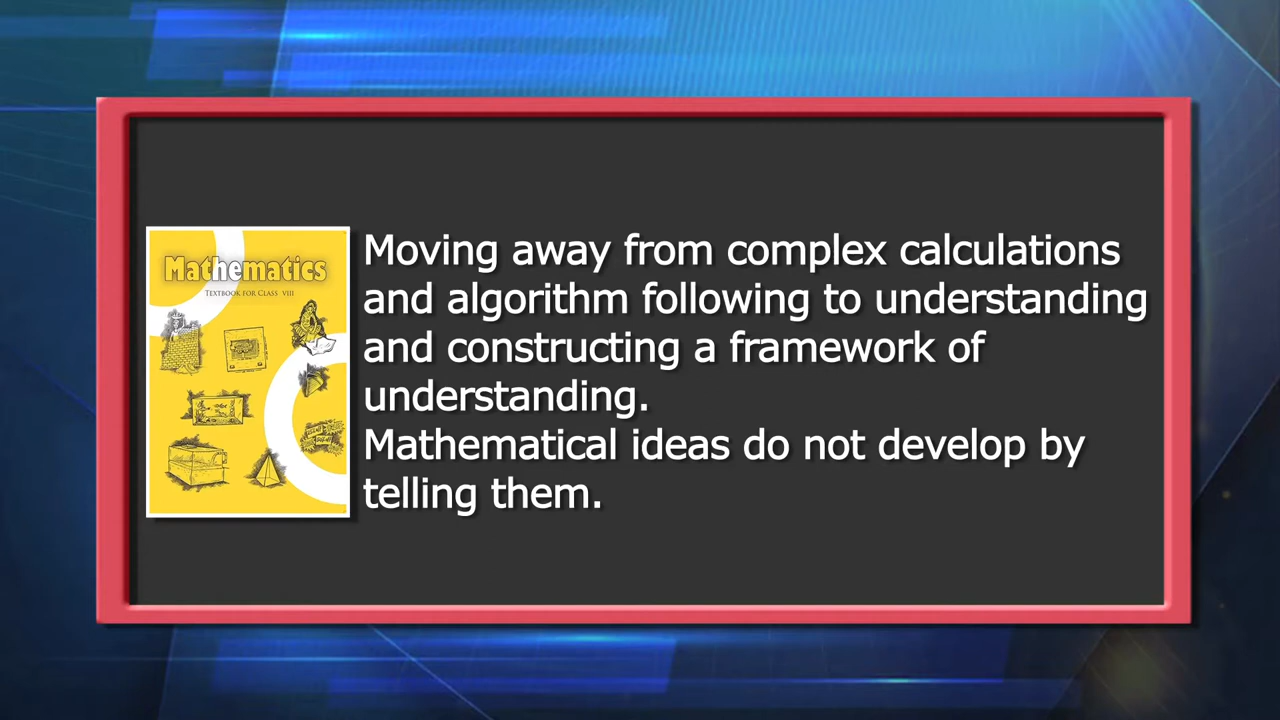 Mathematics
TEXTBOOK FOR CLASS VIII
Moving away from complex calculations
and algorithm following to understanding
and constructing a framework of
understanding.
Mathematical ideas do not develop by
telling them.